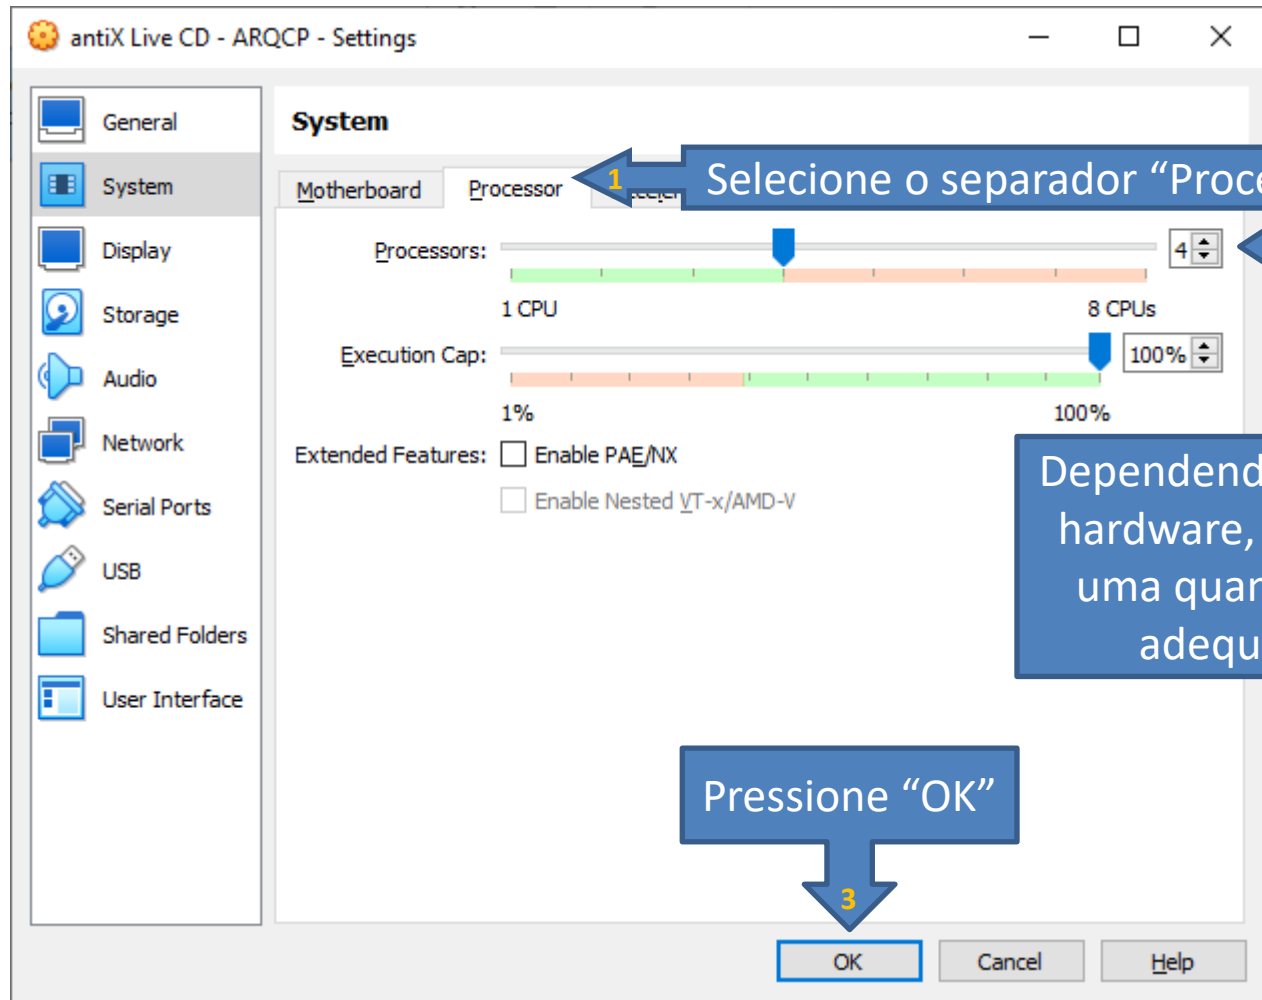 antiX Live CD - ARQCP - Settings
General
System
Display
Storage
Audio
Network
Serial Ports
USB
Shared Folders
User Interface
System
Motherboard
Processor
1
Selecione o separador “Proce
Processors:
4
1 CPU
8 CPUs
Execution Cap:
100%
1%
100%
Extended Features:
Enable PAE/NX
Enable Nested VT-x/AMD-V
Dependend
hardware,
uma quan
adequ
Pressione “OK”
3
OK
Cancel
Help